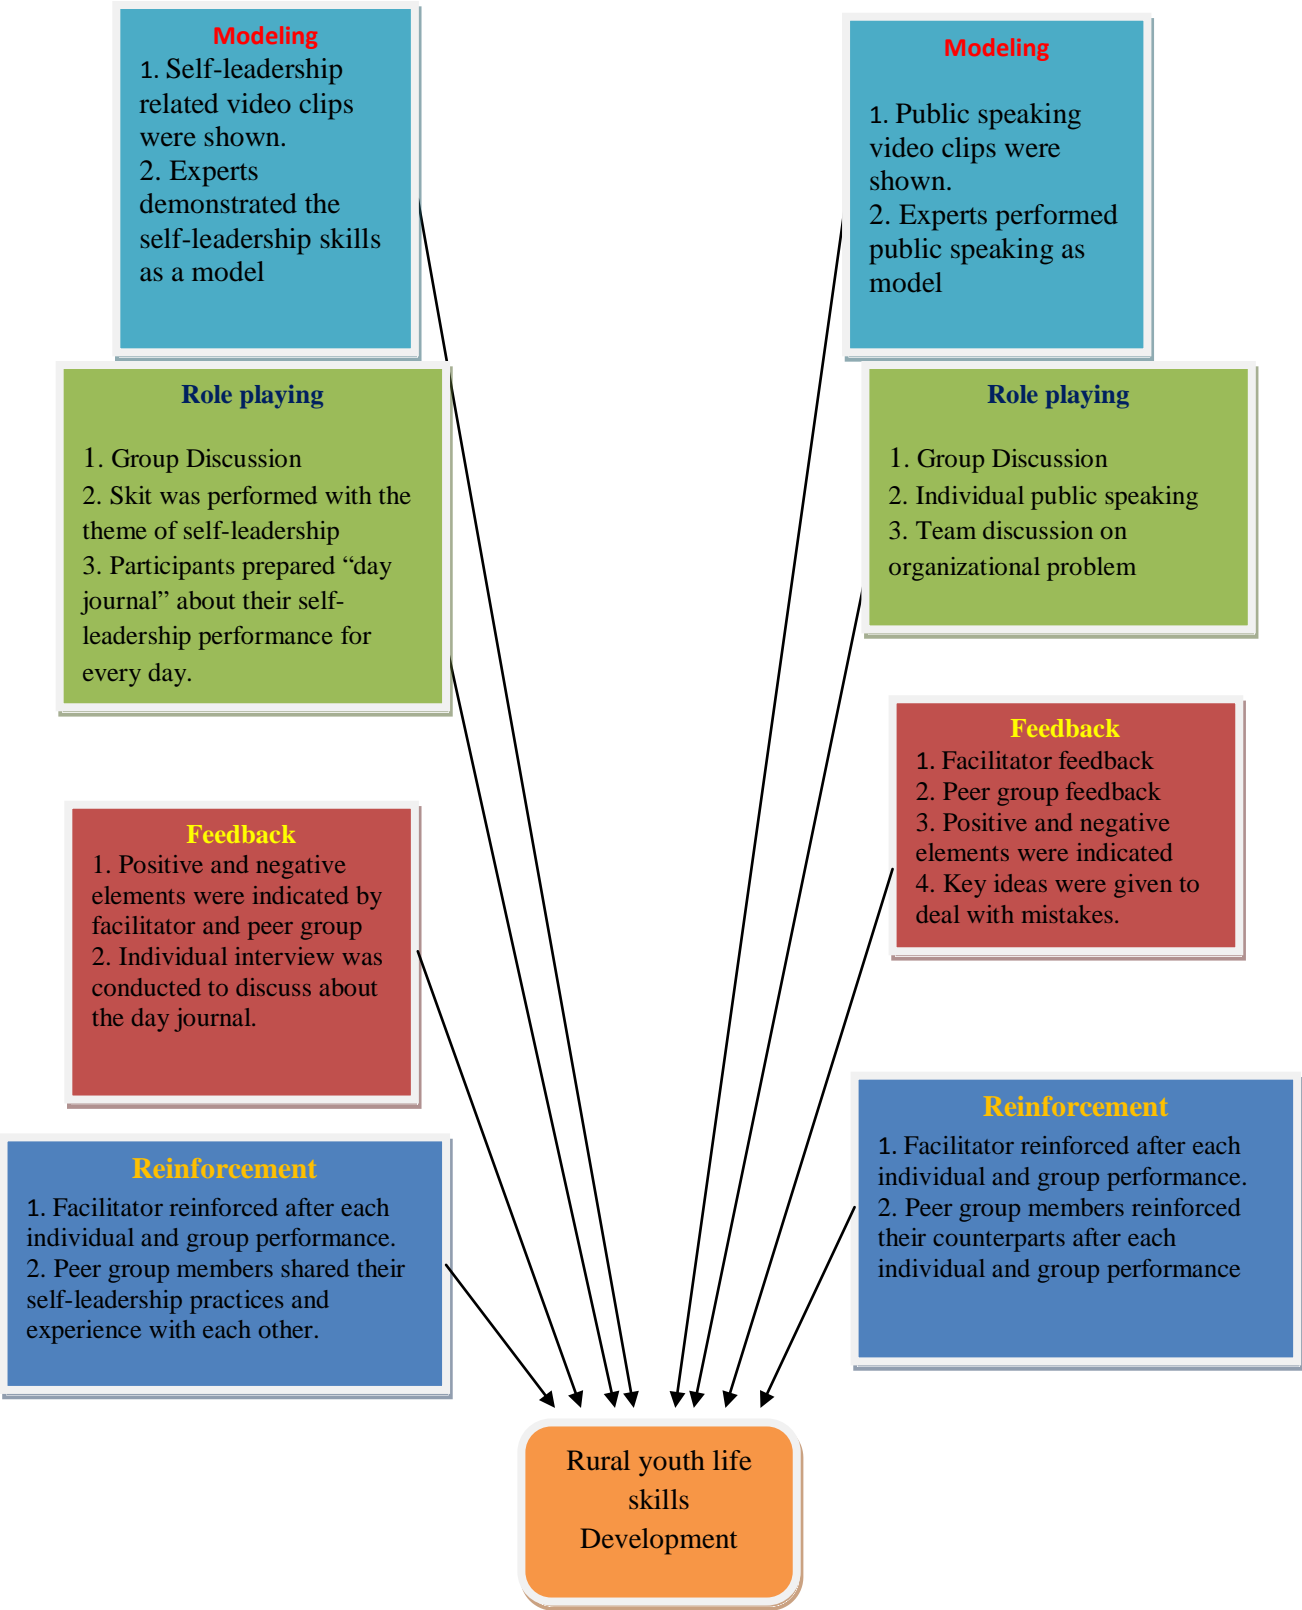 Modeling
1. Self-leadership
related video clips
were shown.
2. Experts
demonstrated the
self-leadership skills
as a model
Role playing
1. Group Discussion
2. Skit was performed with the
theme of self-leadership
3. Participants prepared “day
journal” about their self-
leadership performance for
every day.
Feedback
1. Positive and negative
elements were indicated by
facilitator and peer group
2. Individual interview was
conducted to discuss about
the day journal.
Reinforcement
1. Facilitator reinforced after each
individual and group performance.
2. Peer group members shared their
self-leadership practices and
experience with each other.
Modeling
1. Public speaking
video clips were
shown.
2. Experts performed
public speaking as
model
Role playing
1. Group Discussion
2. Individual public speaking
3. Team discussion on
organizational problem
Feedback
1. Facilitator feedback
2. Peer group feedback
3. Positive and negative
elements were indicated
4. Key ideas were given to
deal with mistakes.
Reinforcement
1. Facilitator reinforced after each
individual and group performance.
2. Peer group members reinforced
their counterparts after each
individual and group performance
Rural youth life
skills
Development